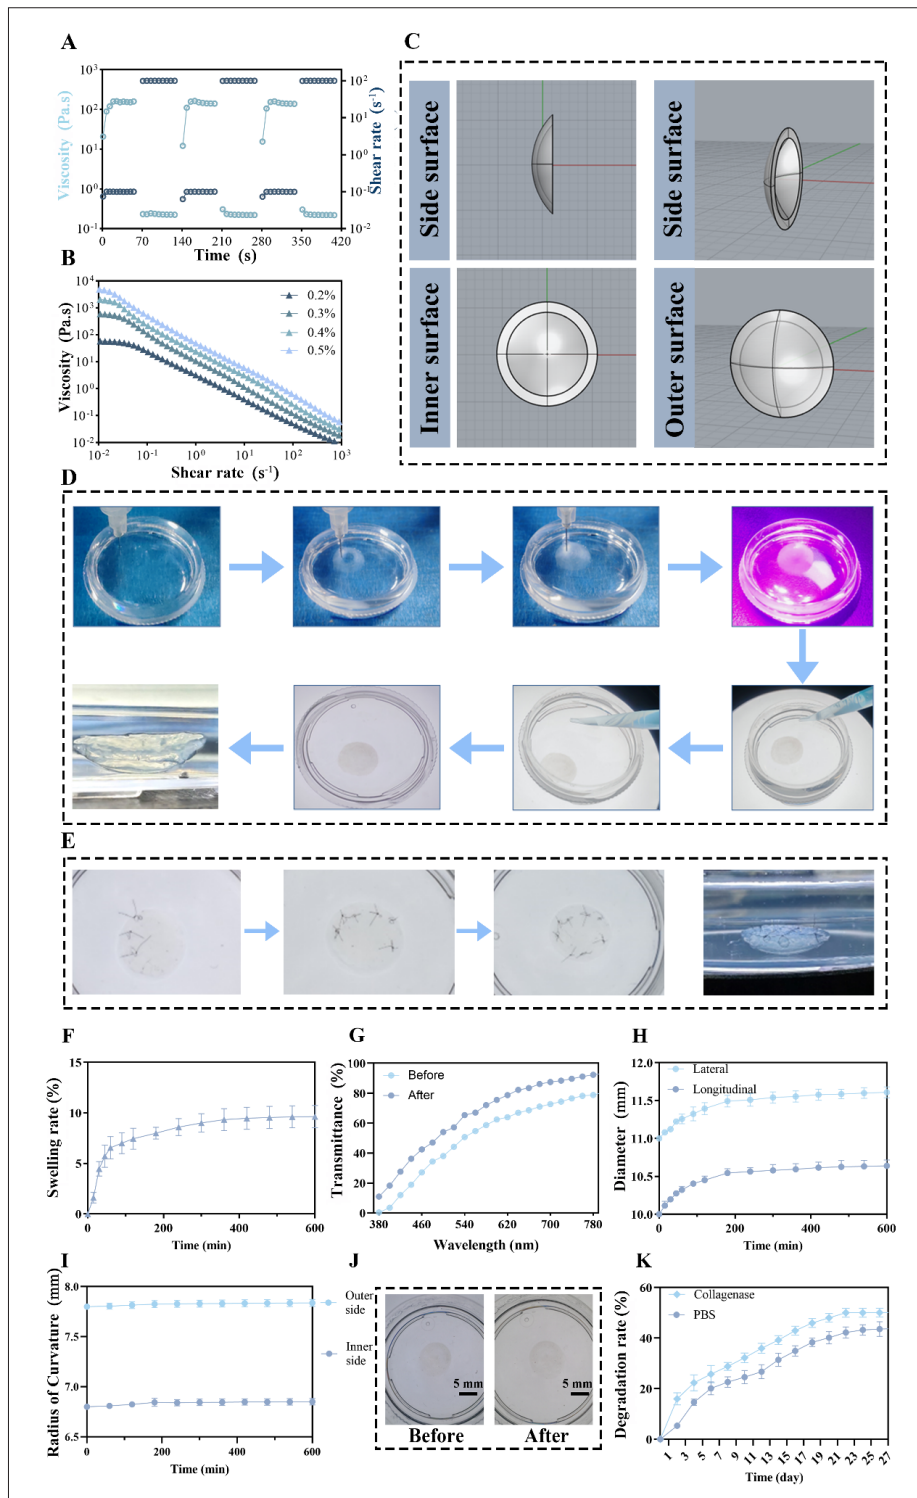 A
Viscosity (Pa.s)
10³
10²
10¹
10⁰
10⁻¹
Shear rate (s⁻¹)
10²
10¹
10⁰
10⁻¹
10⁻²
0
70
140
210
280
350
420
Time (s)
B
Viscosity (Pa.s)
10⁴
10³
10²
10¹
10⁰
10⁻¹
10⁻²
0.2%
0.3%
0.4%
0.5%
10⁻²
10⁻¹
10⁰
10¹
10²
10³
Shear rate (s⁻¹)
C
Side surface
Side surface
Inner surface
Outer surface
D
E
F
Swelling rate (%)
15
10
5
0
0
200
400
600
Time (min)
G
Transmittance (%)
100
80
60
40
20
0
Before
After
380
460
540
620
700
780
Wavelength (nm)
H
Diameter (mm)
12.0
11.5
11.0
10.5
10.0
Lateral
Longitudinal
0
200
400
600
Time (min)
I
Radius of Curvature (mm)
8.0
7.5
7.0
6.5
Outer side
Inner side
0
200
400
600
Time (min)
J
5 mm
5 mm
Before
After
K
Degradation rate (%)
60
40
20
0
Collagenase
PBS
1
3
5
7
9
11
13
15
17
19
21
23
25
27
Time (day)